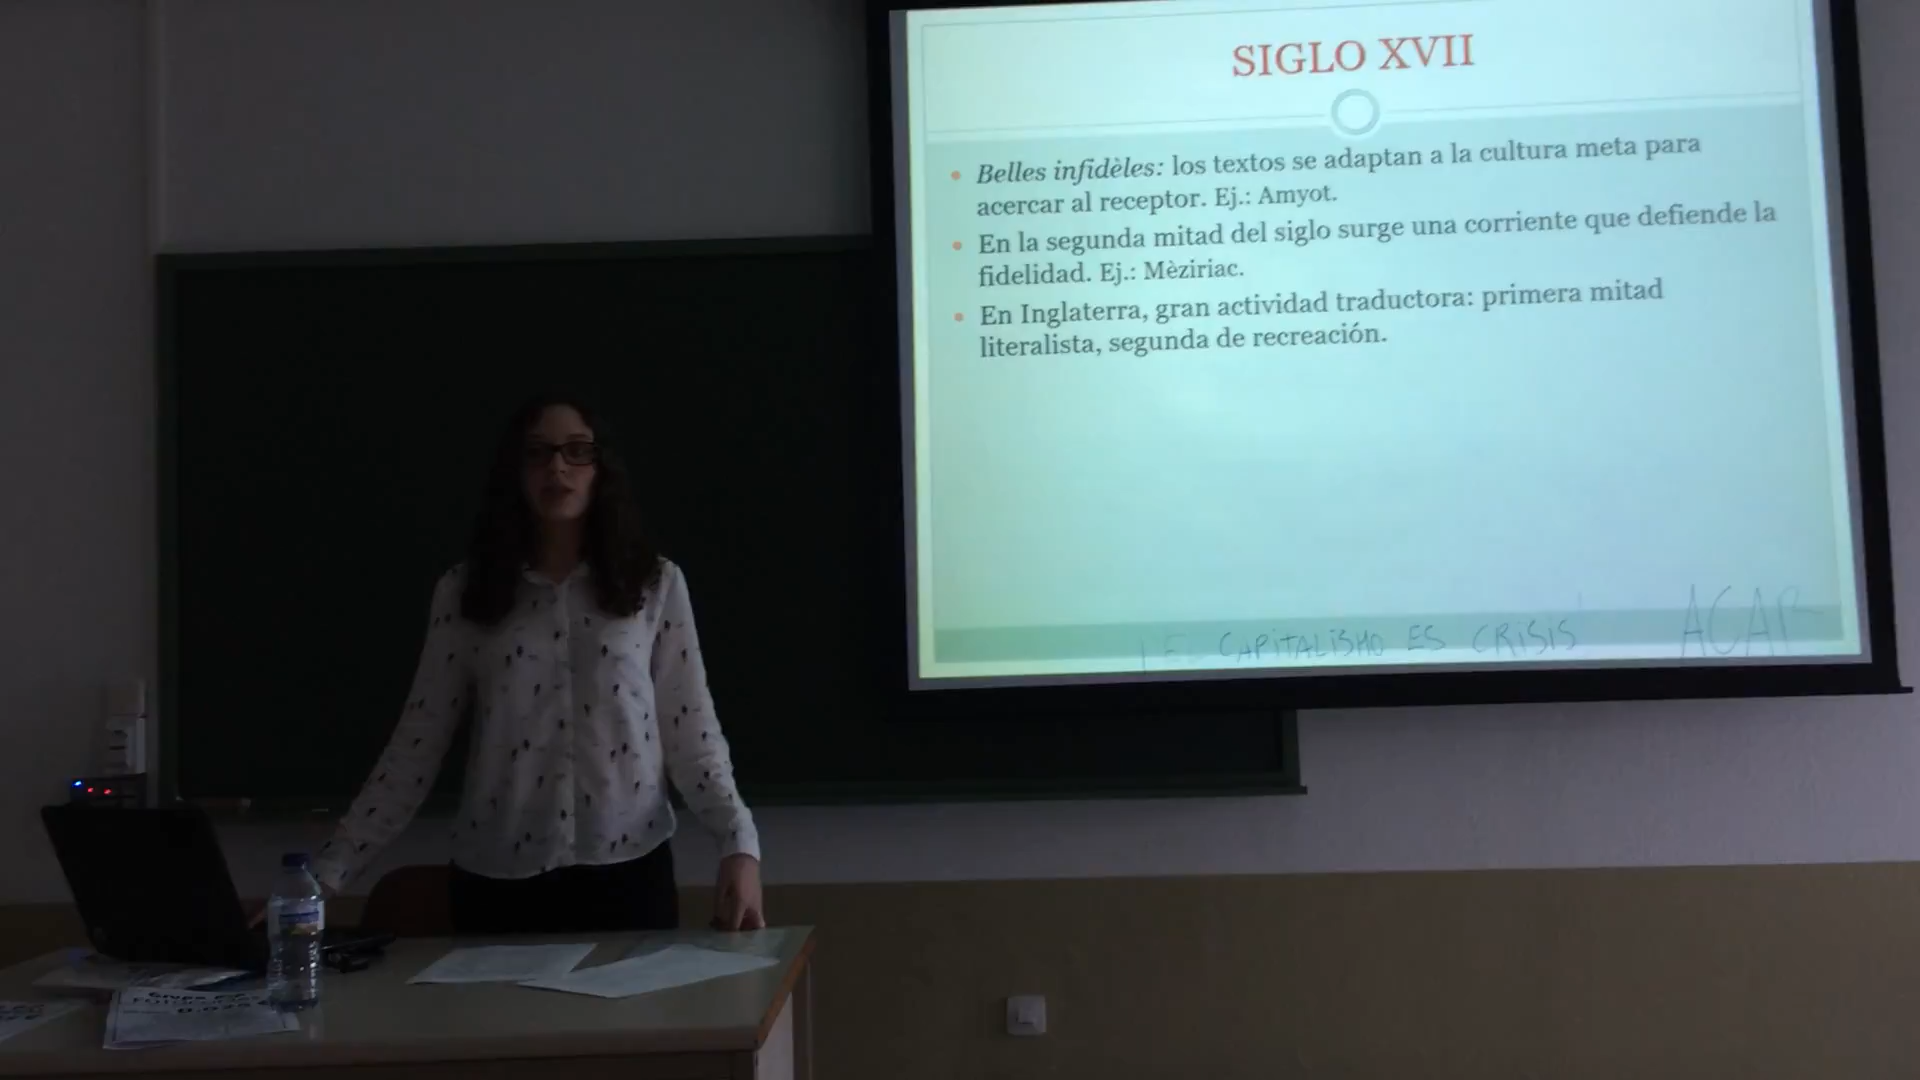 SIGLO XVII
• Belles infidèles: los textos se adaptan a la cultura meta para
acercar al receptor. Ej.: Amyot.
• En la segunda mitad del siglo surge una corriente que defiende la
fidelidad. Ej.: Mèziriac.
• En Inglaterra, gran actividad traductora: primera mitad
literalista, segunda de recreación.
CAPITALISMO ES CRISIS